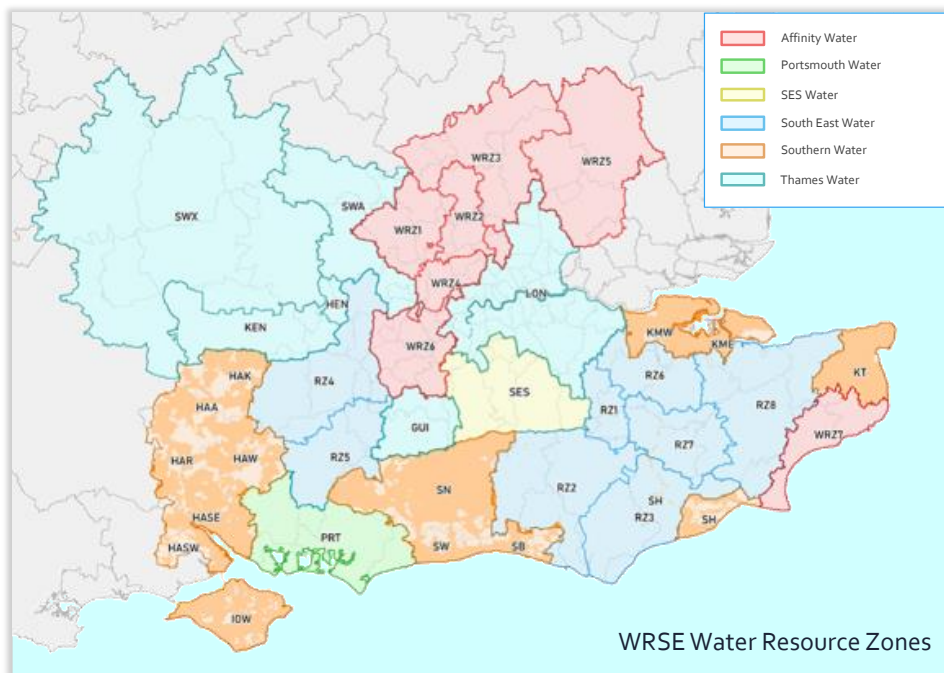 Affinity Water
Portsmouth Water
SES Water
South East Water
Southern Water
Thames Water
WRZ3
WRZ5
SWA
SWX
WRZ1
WRZ2
WRZ4
HEN
LON
KEN
KMW
KME
WRZ6
HAK
RZ4
RZ6
KT
SES
HAA
RZ1
RZ8
GUI
WRZ7
RZ7
HAR
HAW
RZ5
SN
RZ2
SH
HASE
RZ3
SH
PRT
SW
SB
HASW
IOW
WRSE Water Resource Zones